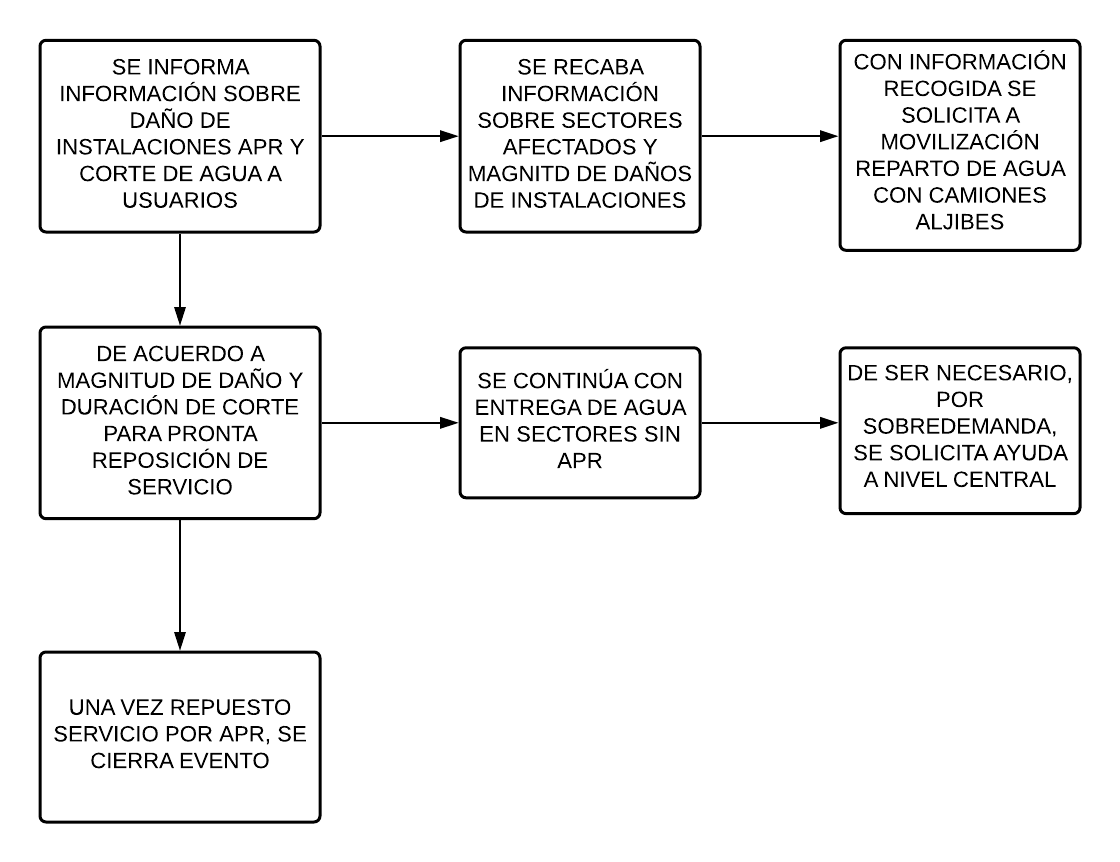 SE INFORMA
INFORMACIÓN SOBRE
DAÑO DE
INSTALACIONES APR Y
CORTE DE AGUA A
USUARIOS
SE RECABA
INFORMACIÓN
SOBRE SECTORES
AFECTADOS Y
MAGNITD DE DAÑOS
DE INSTALACIONES
CON INFORMACIÓN
RECOGIDA SE
SOLICITA A
MOVILIZACIÓN
REPARTO DE AGUA
CON CAMIONES
ALJIBES
DE ACUERDO A
MAGNITUD DE DAÑO Y
DURACIÓN DE CORTE
PARA PRONTA
REPOSICIÓN DE
SERVICIO
SE CONTINÚA CON
ENTREGA DE AGUA
EN SECTORES SIN
APR
DE SER NECESARIO,
POR
SOBREDEMANDA,
SE SOLICITA AYUDA
A NIVEL CENTRAL
UNA VEZ REPUESTO
SERVICIO POR APR, SE
CIERRA EVENTO